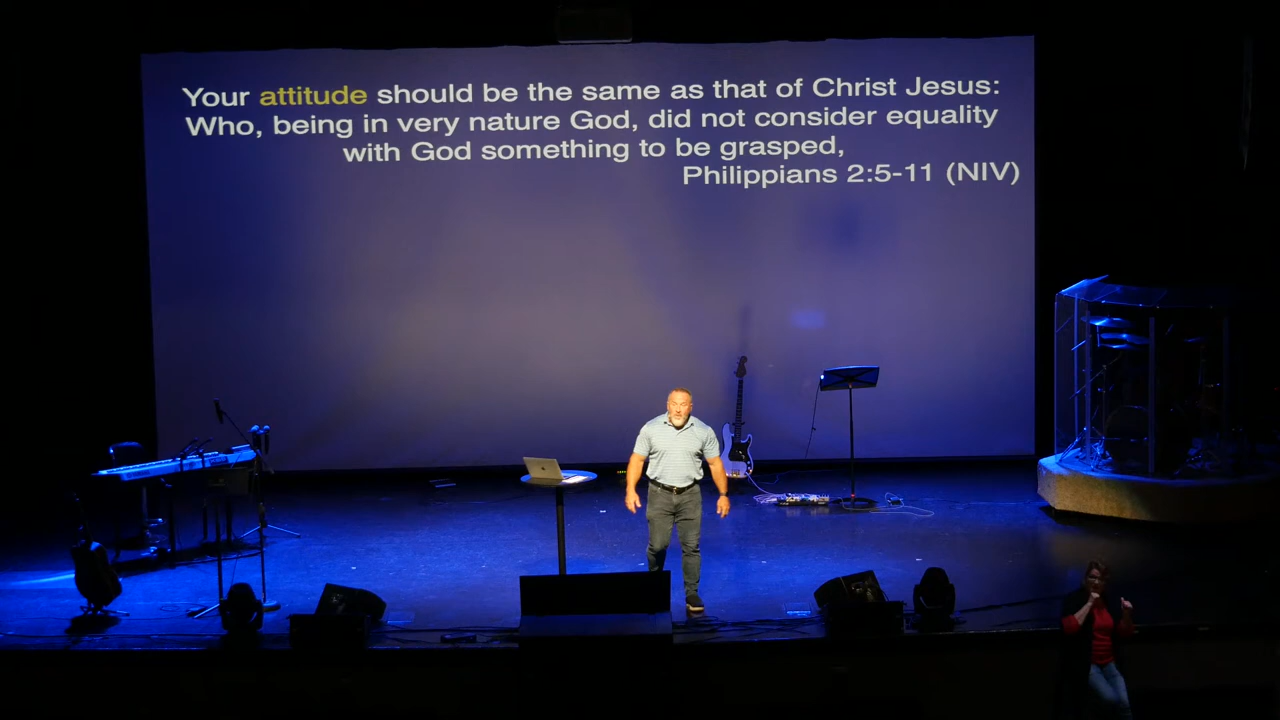 Your attitude should be the same as that of Christ Jesus:
Who, being in very nature God, did not consider equality
with God something to be grasped,
Philippians 2:5-11 (NIV)